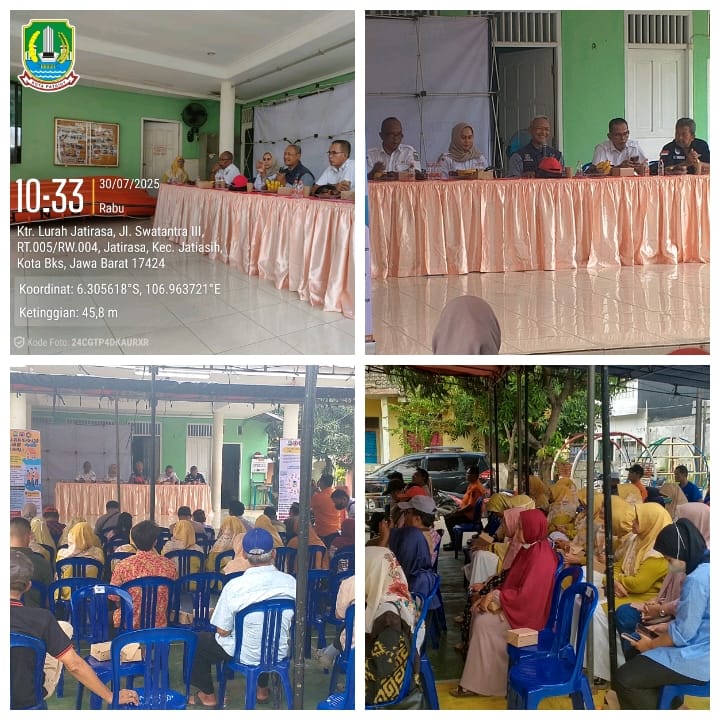 KOTA PATRIOT
10:33
30/07/2025
Rabu
Ktr. Lurah Jatirasa, Jl. Swatantra III,
RT.005/RW.004, Jatirasa, Kec. Jatiasih,
Kota Bks, Jawa Barat 17424
Koordinat: 6.305618°S, 106.963721°E
Ketinggian: 45,8 m
Kode Foto: 24CGTP4DKAURXR